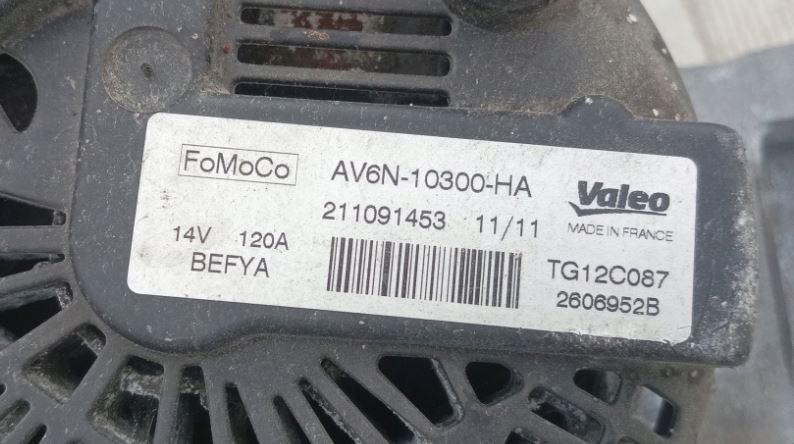 FoMoCo
AV6N-10300-HA
Valeo
211091453 11/11
MADE IN FRANCE
14V 120A
BEFYA
TG12C087
2606952B